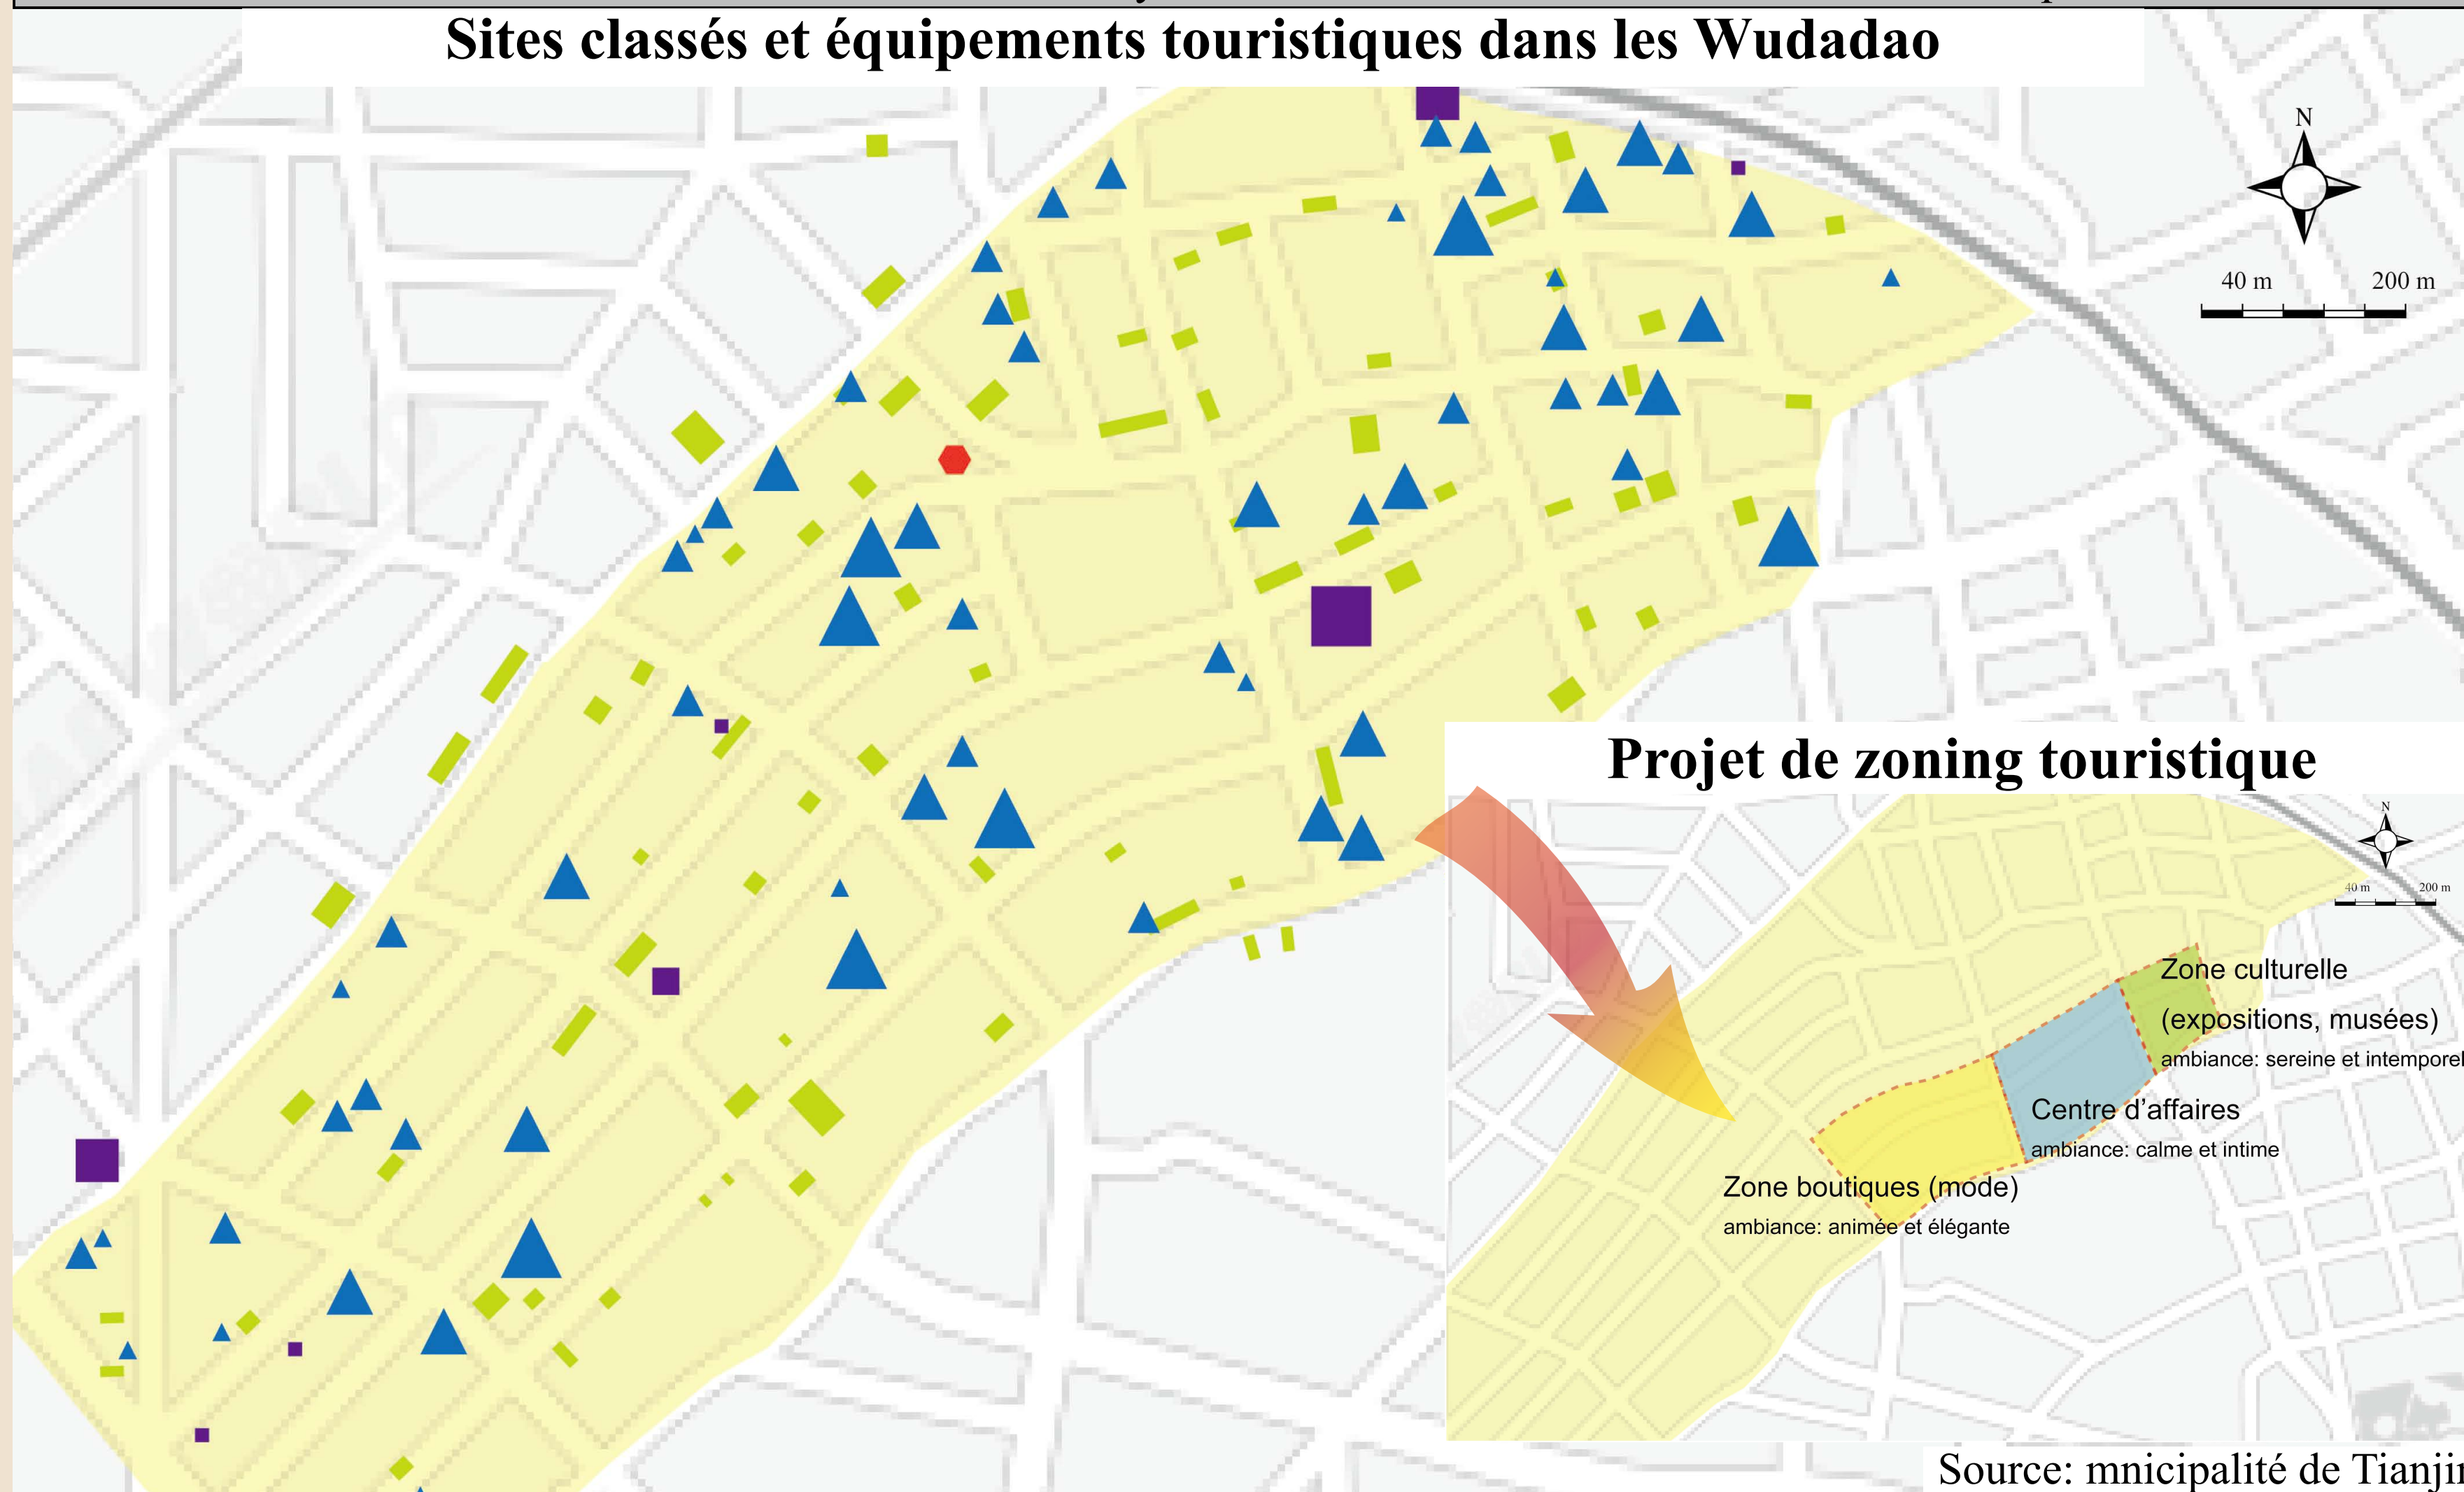 Sites classés et équipements touristiques dans les Wudadao
N
40 m 200 m
Projet de zoning touristique
N
40 m 200 m
Zone culturelle
(expositions, musées)
ambiance: sereine et intemporel
Centre d’affaires
ambiance: calme et intime
Zone boutiques (mode)
ambiance: animée et élégante
Source: mnicipalité de Tianjin